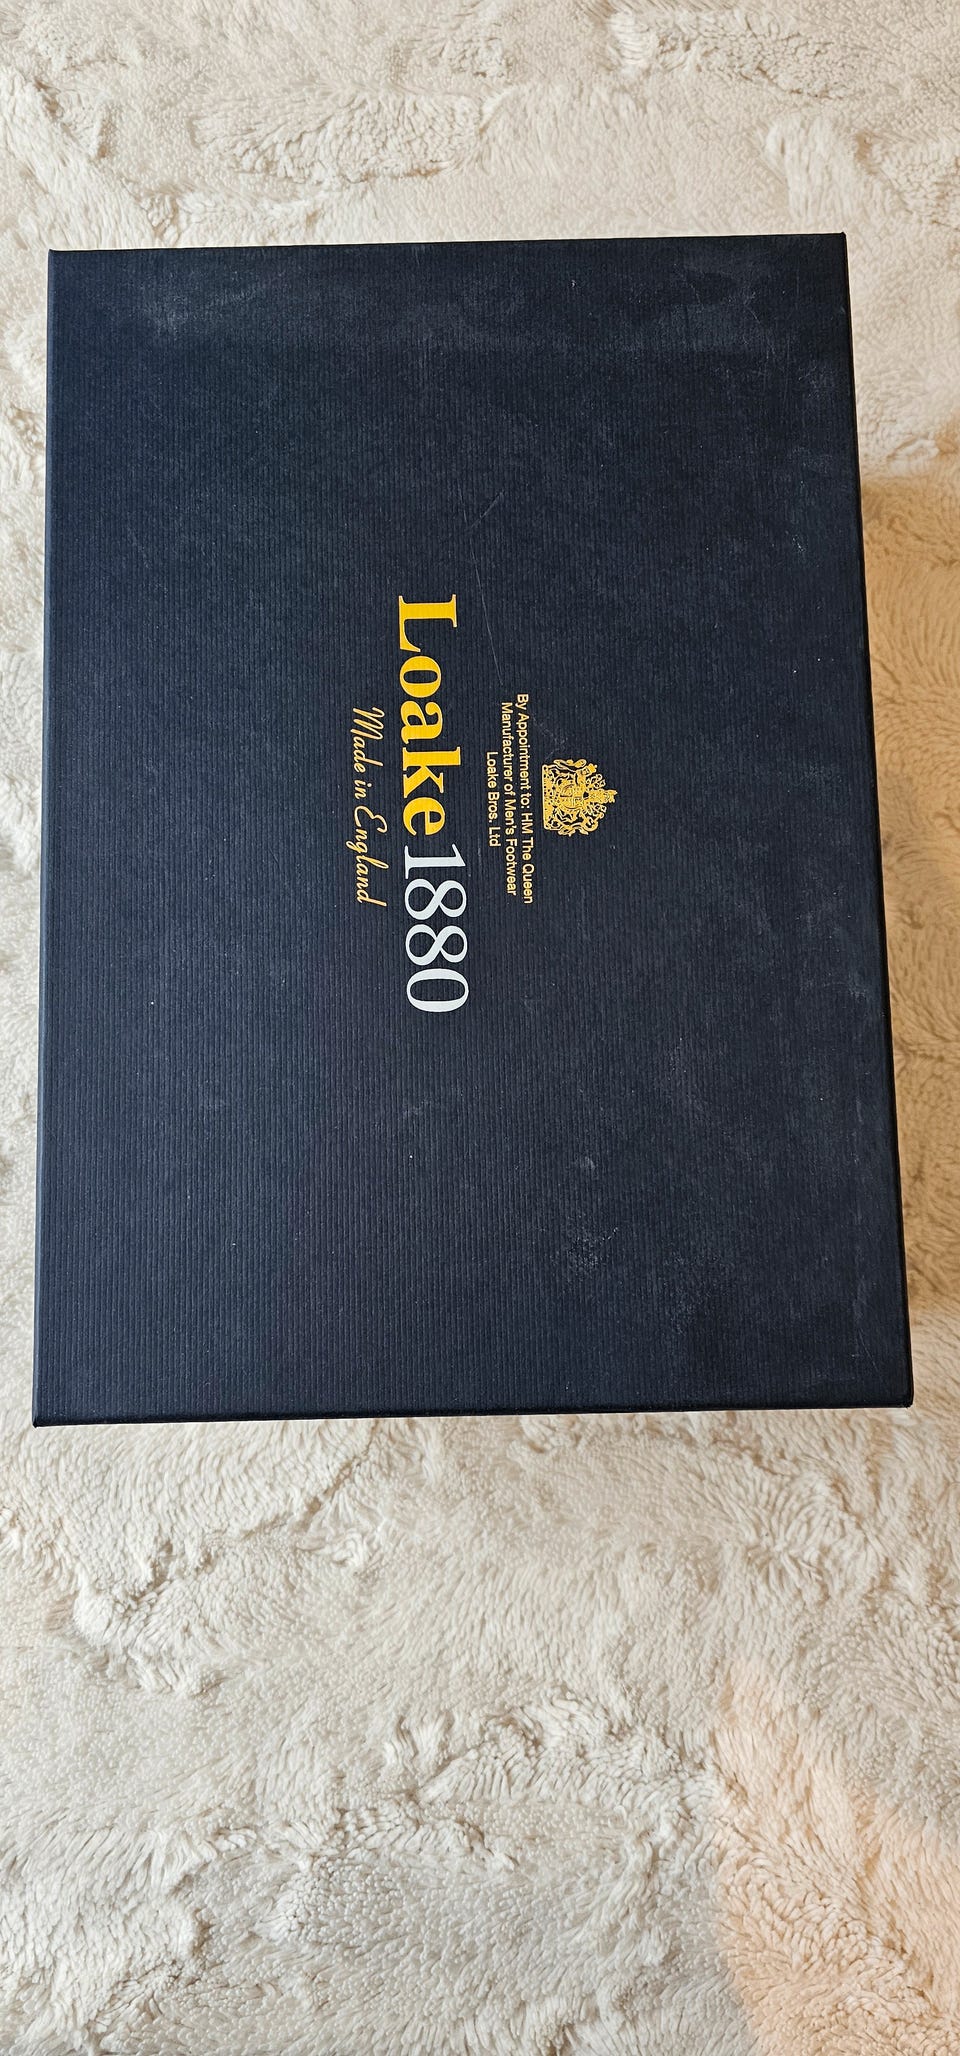 By Appointment to: HM The Queen
Manufacturer of Men's Footwear
Loake Bros. Ltd
Loake1880
Made in England